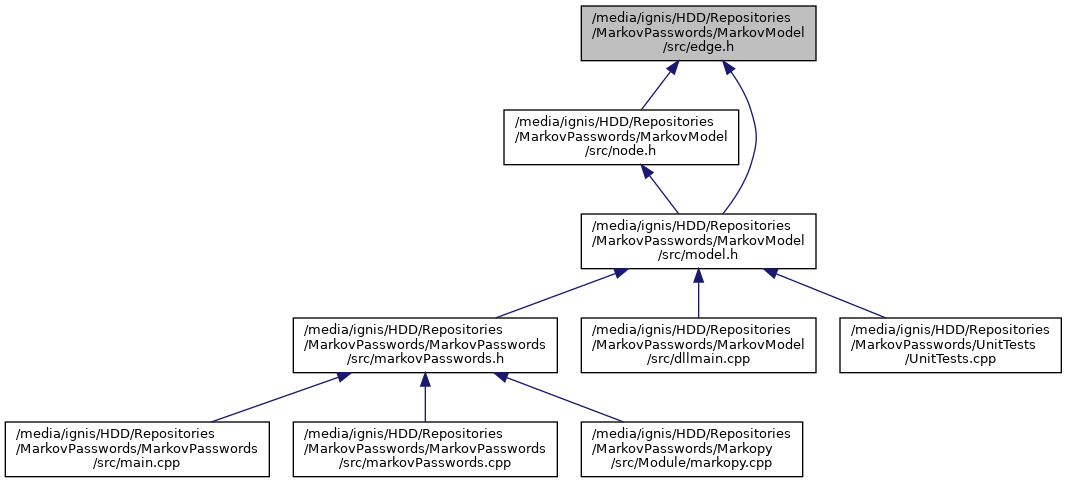 /media/ignis/HDD/Repositories
/MarkovPasswords/MarkovModel
/src/edge.h
/media/ignis/HDD/Repositories
/MarkovPasswords/MarkovModel
/src/node.h
/media/ignis/HDD/Repositories
/MarkovPasswords/MarkovModel
/src/model.h
/media/ignis/HDD/Repositories
/MarkovPasswords/MarkovPasswords
/src/markovPasswords.h
/media/ignis/HDD/Repositories
/MarkovPasswords/MarkovModel
/src/dllmain.cpp
/media/ignis/HDD/Repositories
/MarkovPasswords/UnitTests
/UnitTests.cpp
/media/ignis/HDD/Repositories
/MarkovPasswords/MarkovPasswords
/src/main.cpp
/media/ignis/HDD/Repositories
/MarkovPasswords/MarkovPasswords
/src/markovPasswords.cpp
/media/ignis/HDD/Repositories
/MarkovPasswords/Markopy
/src/Module/markopy.cpp